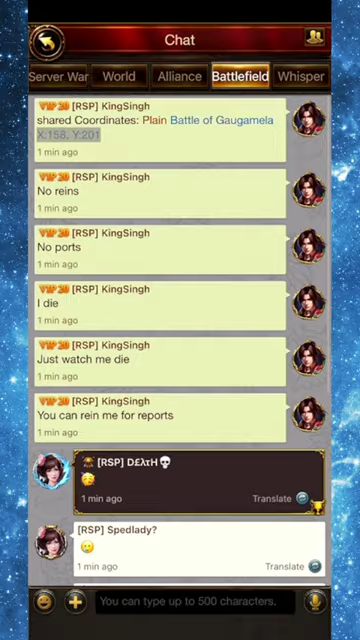 Chat
Server War World Alliance Battlefield Whisper
VIP 20 [RSP] KingSingh
shared Coordinates: Plain Battle of Gaugamela
X:158, Y:201
1 min ago
VIP 20 [RSP] KingSingh
No reins
1 min ago
VIP 20 [RSP] KingSingh
No ports
1 min ago
VIP 20 [RSP] KingSingh
I die
1 min ago
VIP 20 [RSP] KingSingh
Just watch me die
1 min ago
VIP 20 [RSP] KingSingh
You can rein me for reports
1 min ago
[RSP] D£λτH💀
🥳
1 min ago Translate
[RSP] Spedlady?
🥲
1 min ago Translate
You can type up to 500 characters.